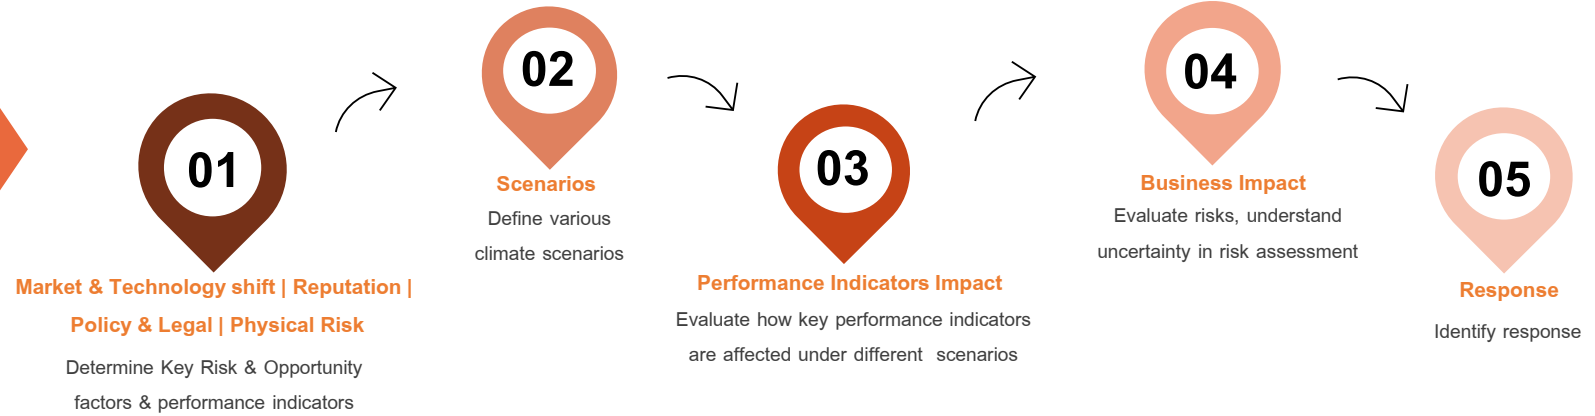 01
Market & Technology shift | Reputation |
Policy & Legal | Physical Risk
Determine Key Risk & Opportunity
factors & performance indicators
02
Scenarios
Define various
climate scenarios
03
Performance Indicators Impact
Evaluate how key performance indicators
are affected under different  scenarios
04
Business Impact
Evaluate risks, understand
uncertainty in risk assessment
05
Response
Identify response